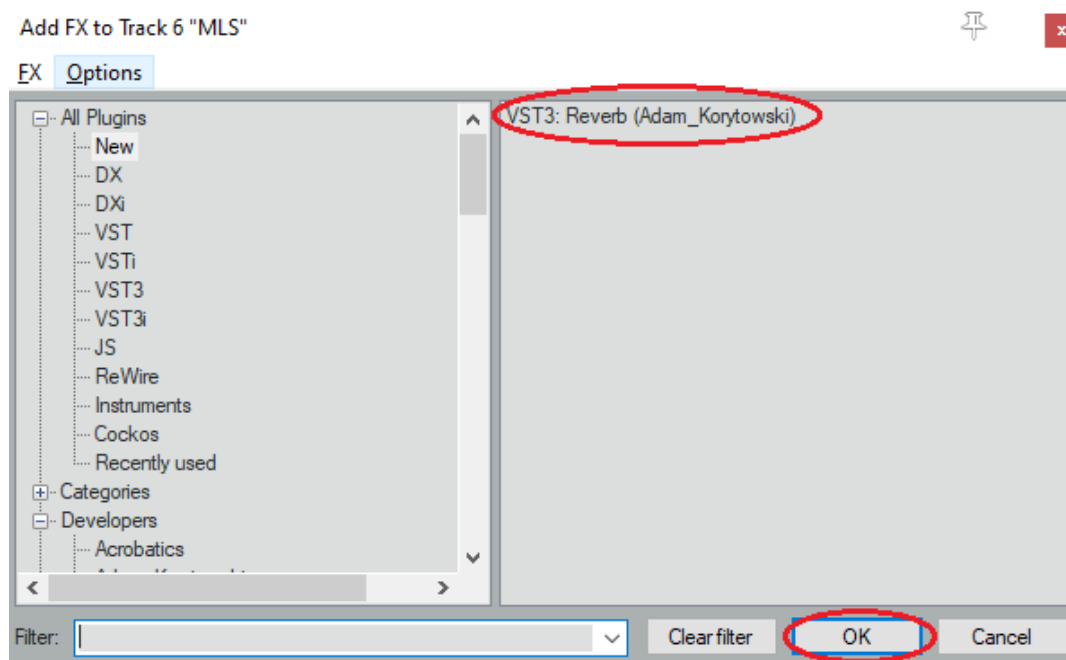 Add FX to Track 6 "MLS"
x
FX Options
All Plugins
New
DX
DXi
VST
VSTi
VST3
VST3i
JS
ReWire
Instruments
Cockos
Recently used
Categories
Developers
Acrobatics
VST3: Reverb (Adam_Korytowski)
Filter:
Clear filter
OK
Cancel